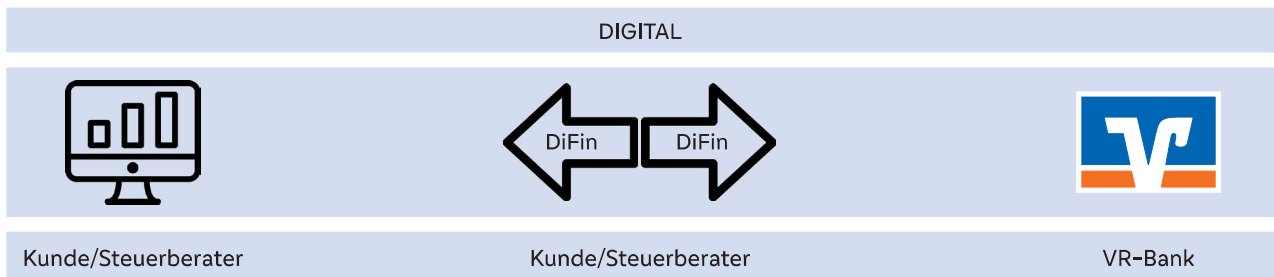 DIGITAL
DiFin DiFin
Kunde/Steuerberater Kunde/Steuerberater VR-Bank